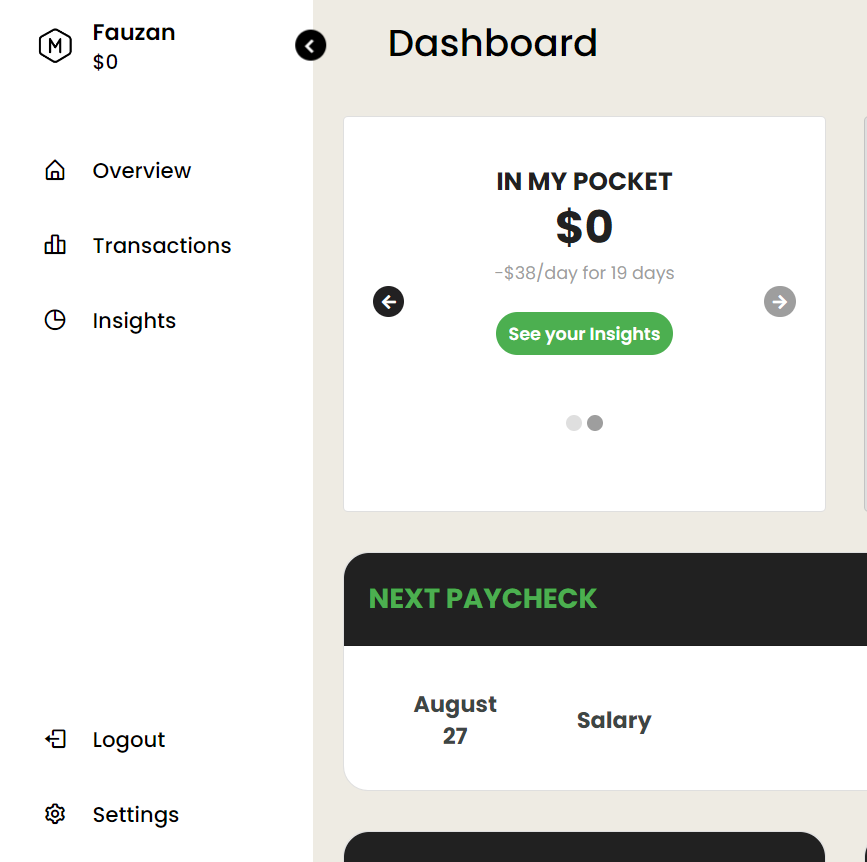 M
Fauzan
$0
Dashboard
Overview
Transactions
Insights
IN MY POCKET
$0
-$38/day for 19 days
See your Insights
NEXT PAYCHECK
August
27
Salary
Logout
Settings